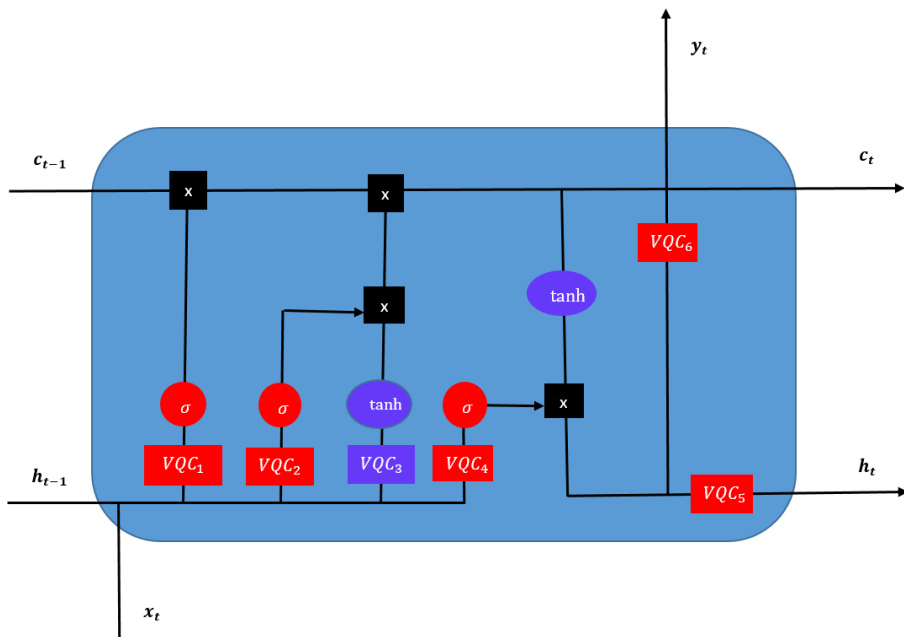 y_t
c_{t-1}
c_t
x
x
VQC_6
x
tanh
σ
σ
tanh
σ
x
VQC_1
VQC_2
VQC_3
VQC_4
h_{t-1}
h_t
VQC_5
x_t